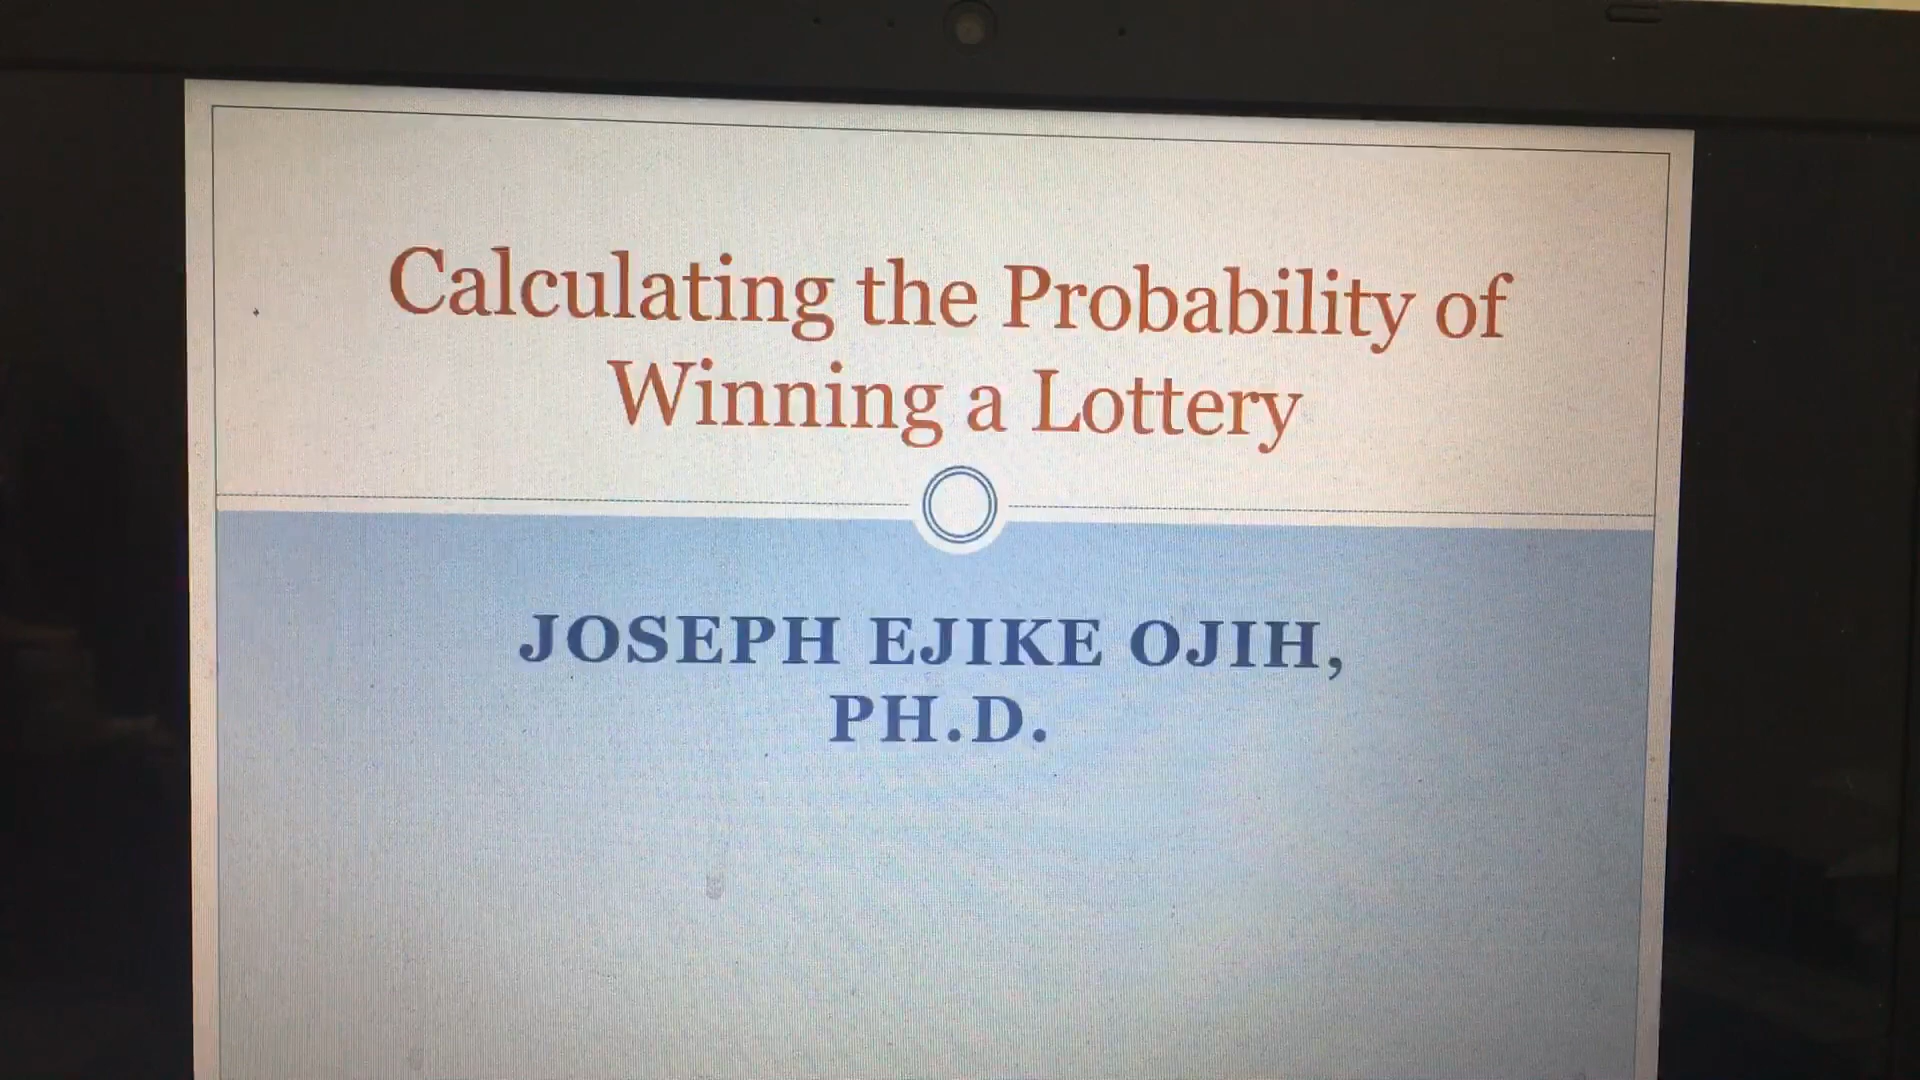 Calculating the Probability of
Winning a Lottery
JOSEPH EJIKE OJIH,
PH.D.